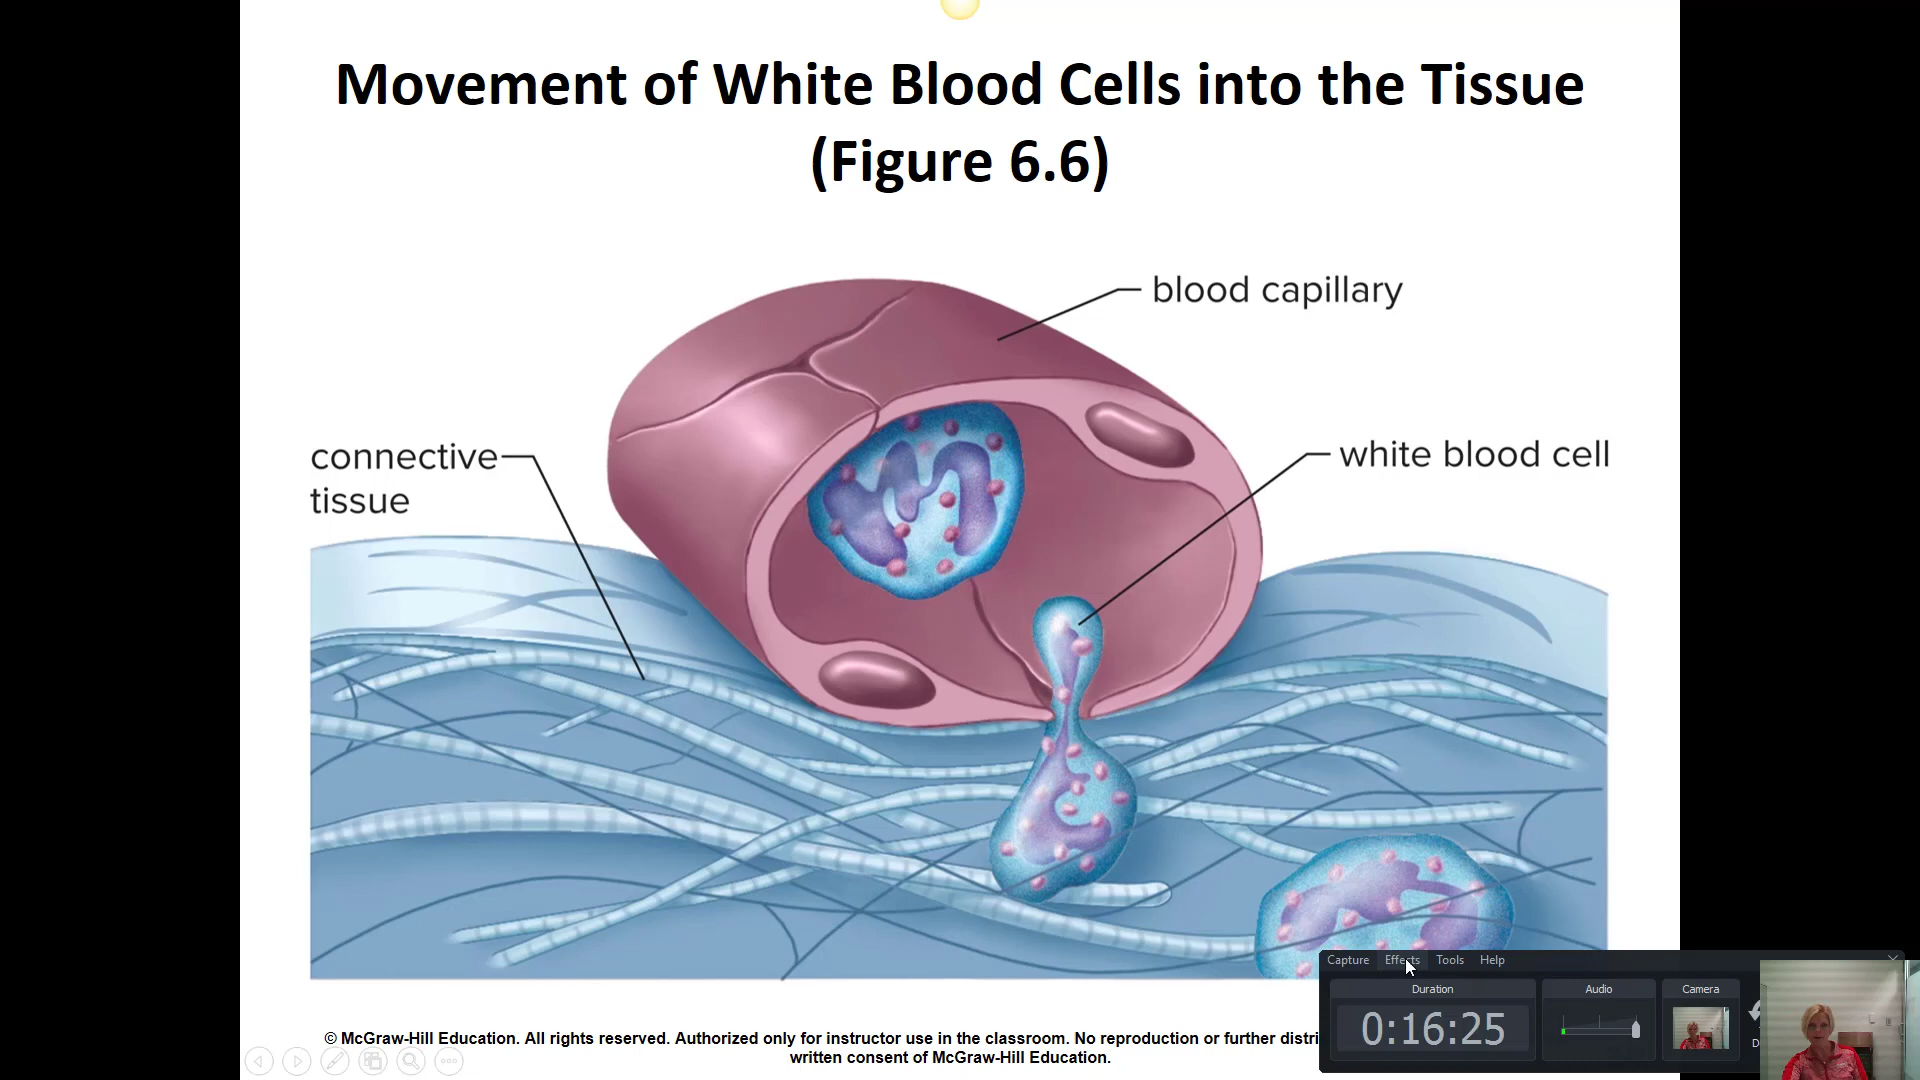 Movement of White Blood Cells into the Tissue
(Figure 6.6)
blood capillary
connective
tissue
white blood cell
Capture Effects Tools Help
Duration
Audio
Camera
0:16:25
© McGraw-Hill Education. All rights reserved. Authorized only for instructor use in the classroom. No reproduction or further
written consent of McGraw-Hill Education.